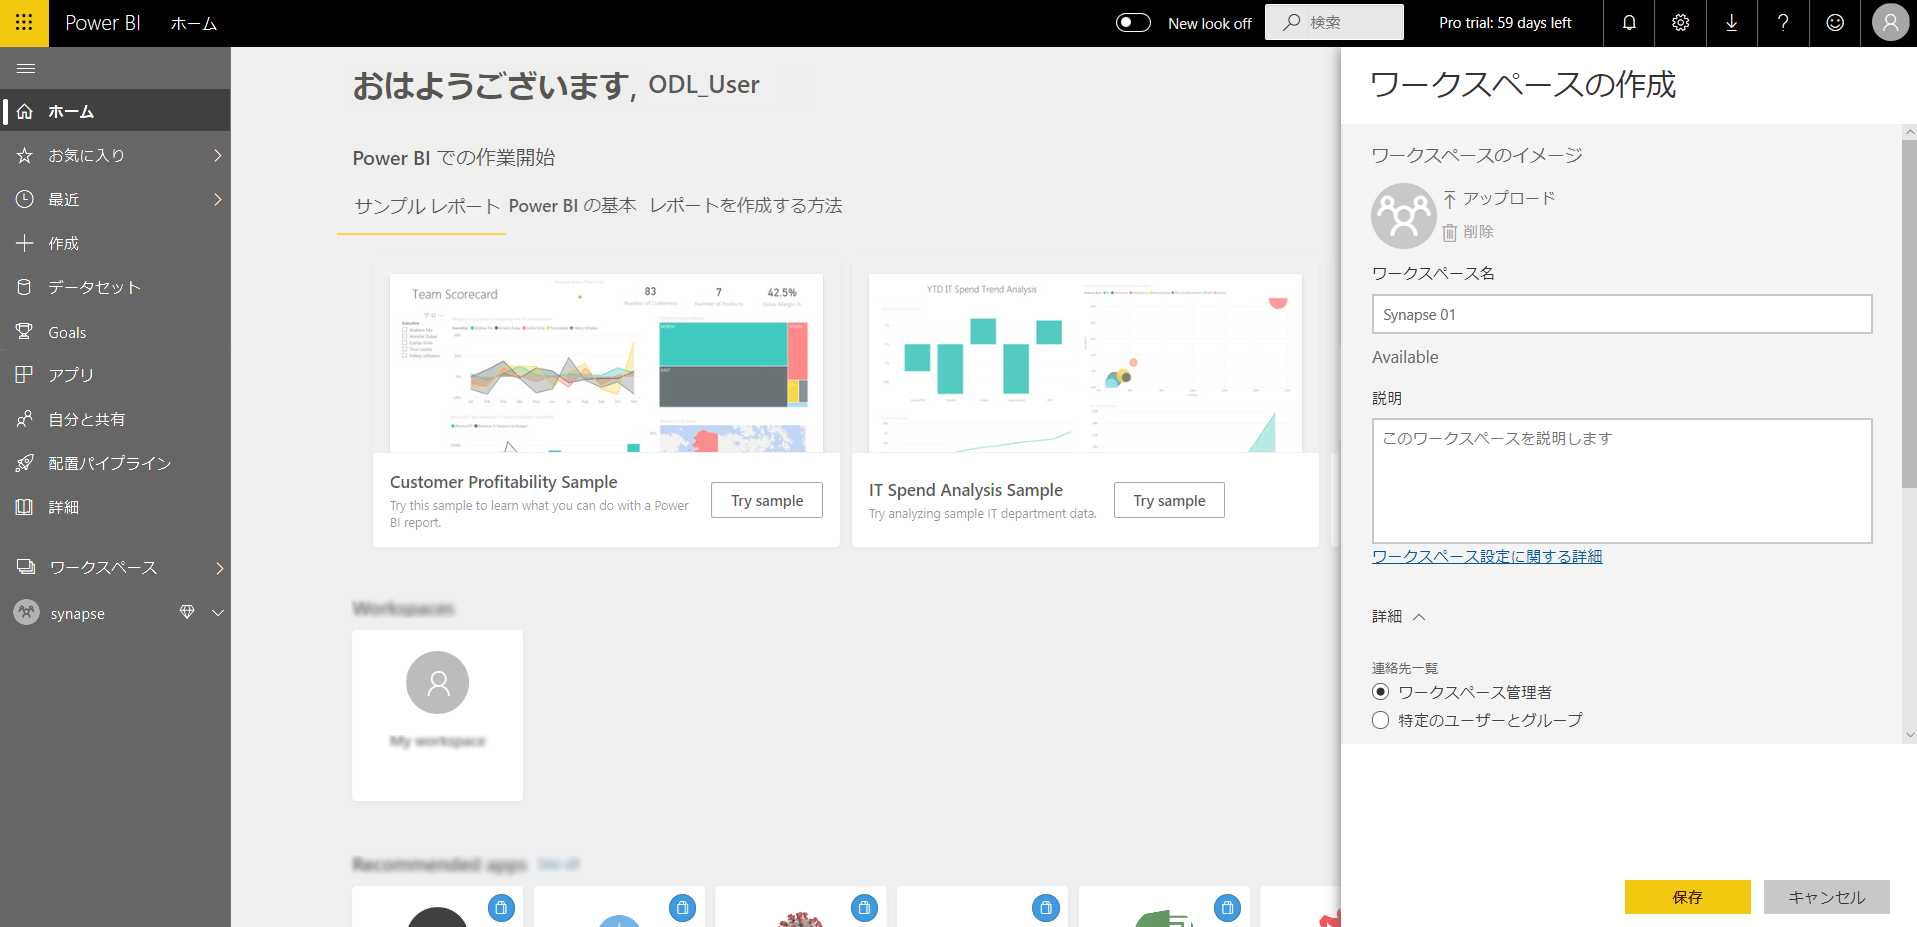 Power BI ホーム
New look off
検索
Pro trial: 59 days left
ホーム
お気に入り
最近
作成
データセット
Goals
アプリ
自分と共有
配置パイプライン
詳細
ワークスペース
synapse
おはようございます, ODL_User
Power BI での作業開始
サンプル レポート Power BI の基本 レポートを作成する方法
Team Scorecard
83
Number of Customers
7
Number of Products
42.5%
Gross Margin %
NORTH
SOUTH
EAST
YTD IT Spend Trend Analysis
Customer Profitability Sample
Try this sample to learn what you can do with a Power
BI report.
Try sample
IT Spend Analysis Sample
Try analyzing sample IT department data.
Try sample
Workspaces
My workspace
Recommended apps See all
ワークスペースの作成
ワークスペースのイメージ
アップロード
削除
ワークスペース名
Synapse 01
Available
説明
このワークスペースを説明します
ワークスペース設定に関する詳細
詳細
連絡先一覧
ワークスペース管理者
特定のユーザーとグループ
保存
キャンセル